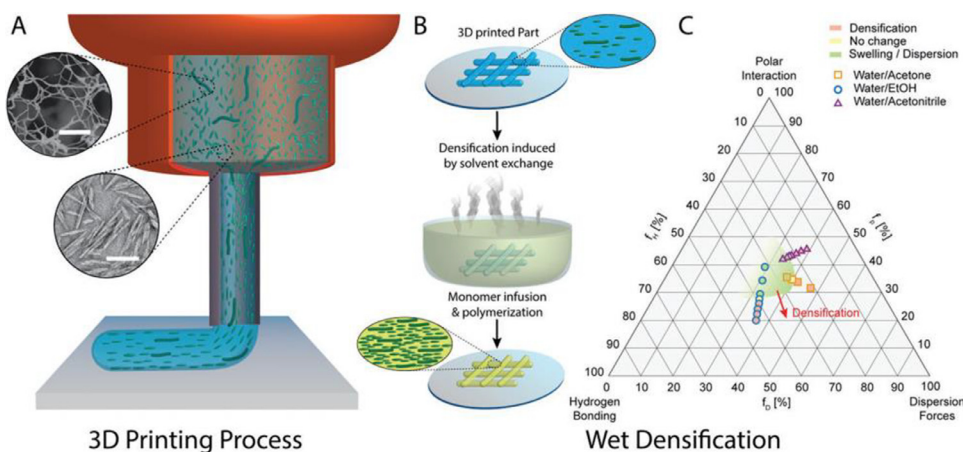 A
3D Printing Process
B
3D printed Part
Densification induced
by solvent exchange
Monomer infusion
& polymerization
Wet Densification
C
Densification
No change
Swelling / Dispersion
Water/Acetone
Water/EtOH
Water/Acetonitrile
Polar
Interaction
0 100
10 90
20 80
30 70
40 60
50 50
60 40
70 30
80 20
90 10
100 0
0 10 20 30 40 50 60 70 80 90 100
fH [%]
fP [%]
Densification
Hydrogen
Bonding
fD [%]
Dispersion
Forces